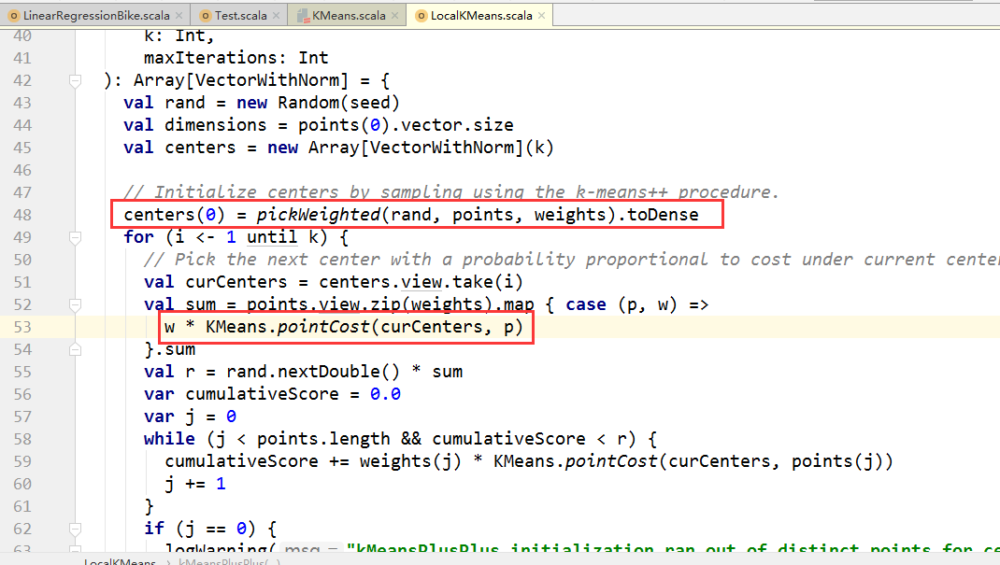 LinearRegressionBike.scala × Test.scala × KMeans.scala × LocalKMeans.scala ×
40 k: Int,
41 maxIterations: Int
42 ): Array[VectorWithNorm] = {
43 val rand = new Random(seed)
44 val dimensions = points(0).vector.size
45 val centers = new Array[VectorWithNorm](k)
46
47 // Initialize centers by sampling using the k-means++ procedure.
48 centers(0) = pickWeighted(rand, points, weights).toDense
49 for (i <- 1 until k) {
50 // Pick the next center with a probability proportional to cost under current center
51 val curCenters = centers.view.take(i)
52 val sum = points.view.zip(weights).map { case (p, w) =>
53 w * KMeans.pointCost(curCenters, p)
54 }.sum
55 val r = rand.nextDouble() * sum
56 var cumulativeScore = 0.0
57 var j = 0
58 while (j < points.length && cumulativeScore < r) {
59 cumulativeScore += weights(j) * KMeans.pointCost(curCenters, points(j))
60 j += 1
61 }
62 if (j == 0) {
63 logWarning( msg = "kMeansPlusPlus initialization ran out of distinct points for ce
LocalKMeans › kMeansPlusPlus(..)